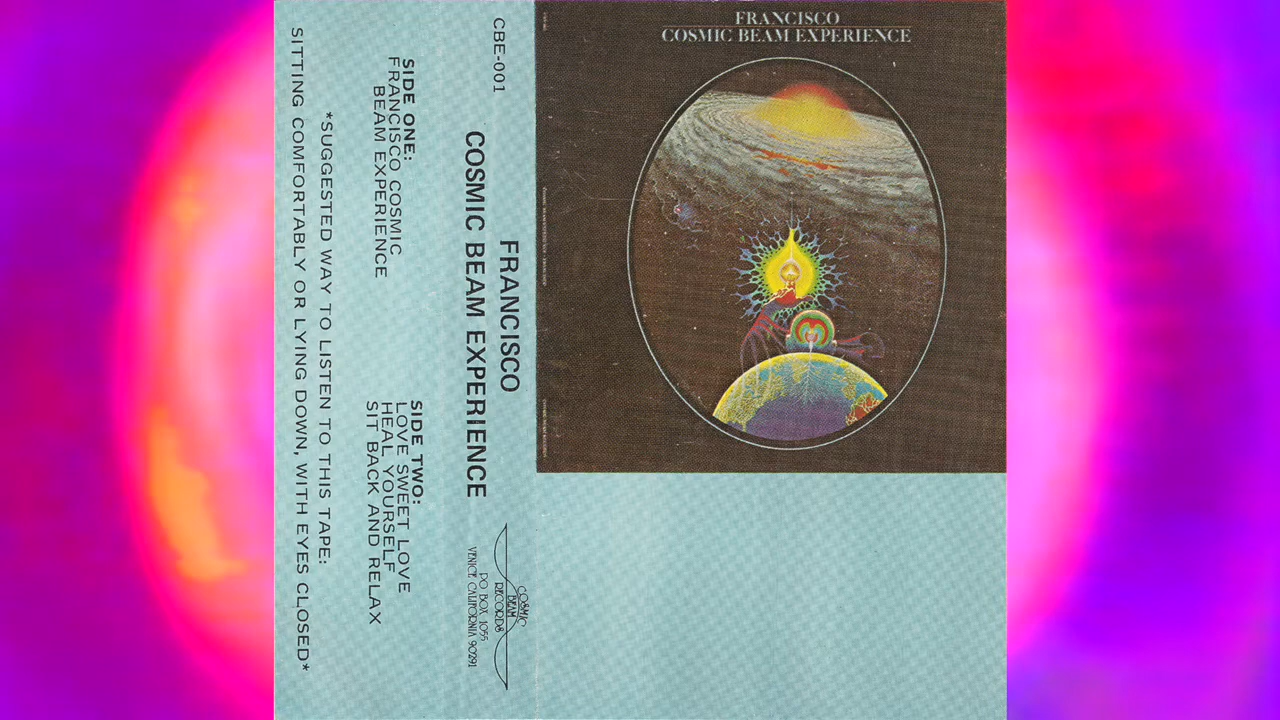 FRANCISCO
COSMIC BEAM EXPERIENCE
CBE-001
FRANCISCO
COSMIC BEAM EXPERIENCE
COSMIC
BEAM
RECORDS
PO BOX 1055
VENICE, CALIFORNIA 90291
SIDE ONE:
FRANCISCO COSMIC
BEAM EXPERIENCE
SIDE TWO:
LOVE SWEET LOVE
HEAL YOURSELF
SIT BACK AND RELAX
*SUGGESTED WAY TO LISTEN TO THIS TAPE:
SITTING COMFORTABLY OR LYING DOWN, WITH EYES CLOSED*